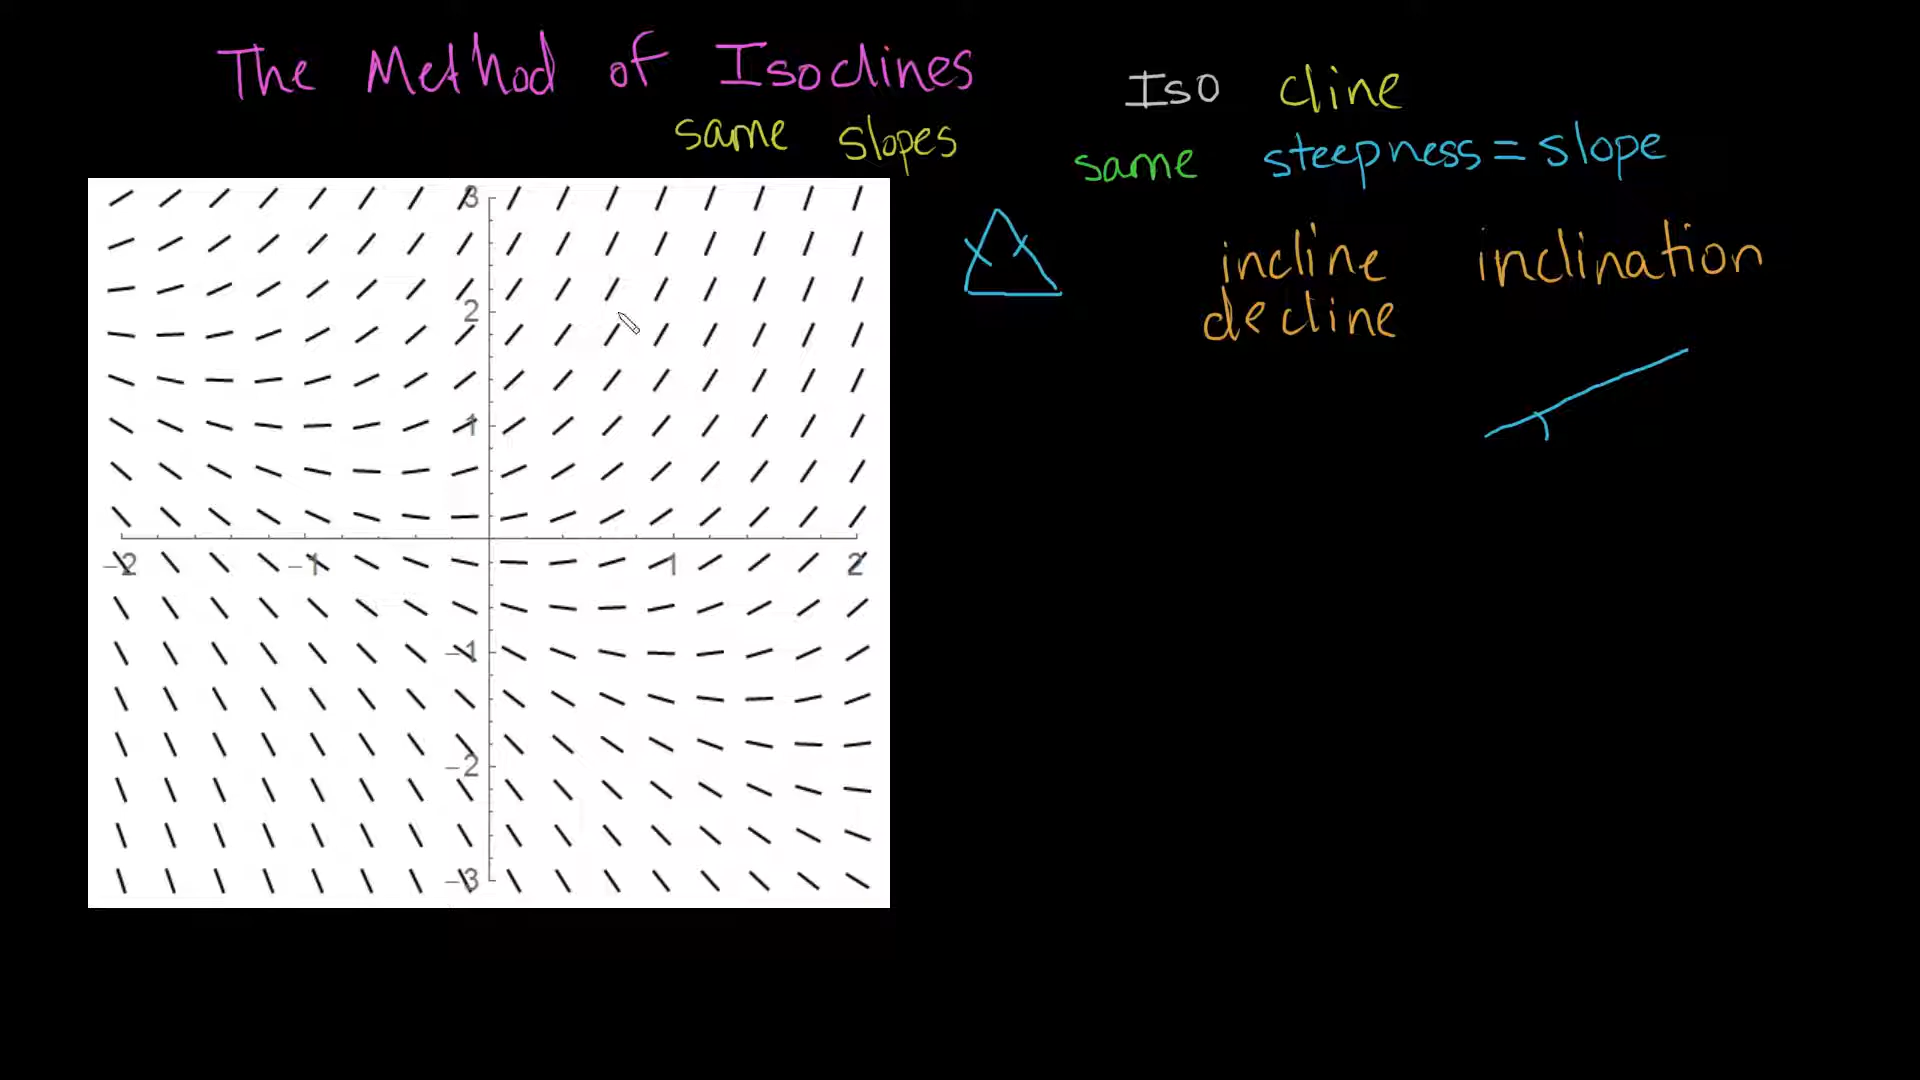 The Method of Isoclines
same slopes
Iso cline
same steepness = slope
incline inclination
decline
3
2
1
-2 -1 1 2
-1
-2
-3